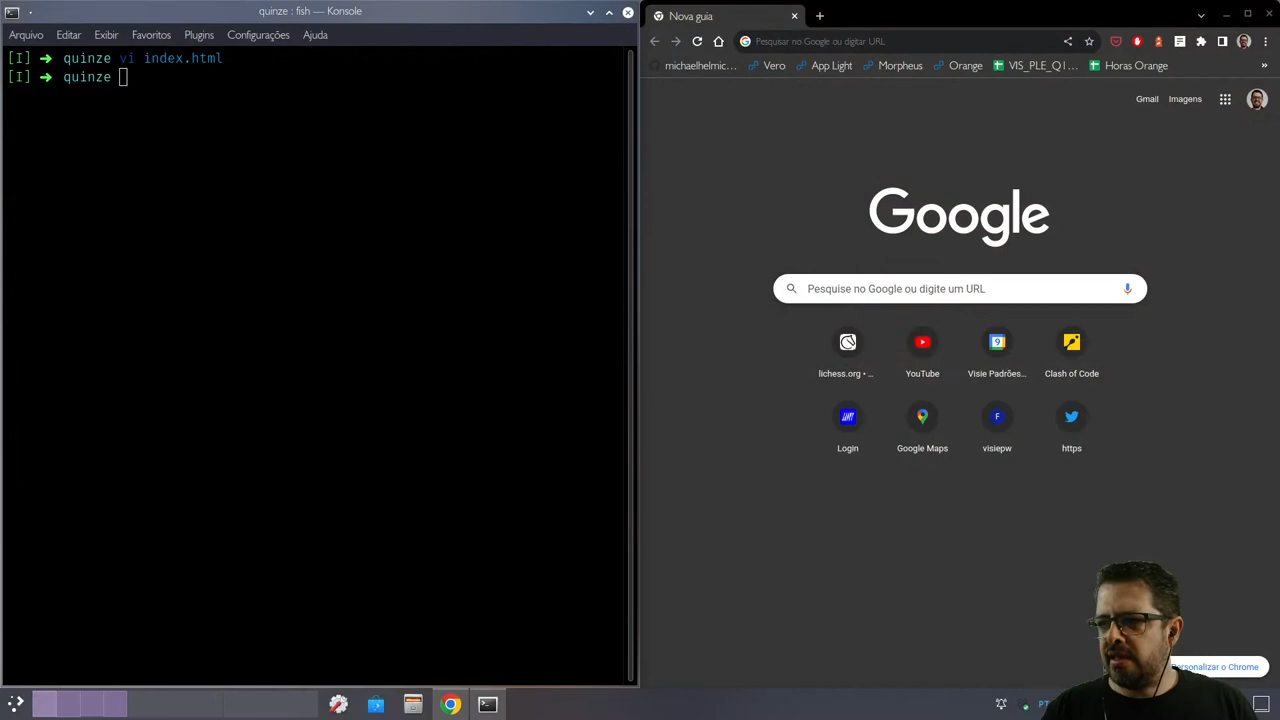 quinze : fish — Konsole
Arquivo Editar Exibir Favoritos Plugins Configurações Ajuda
[I] ➜ quinze vi index.html
[I] ➜ quinze
Nova guia
Pesquisar no Google ou digitar URL
michaelhelmic... Vero App Light Morpheus Orange VIS_PLE_Q1... Horas Orange »
Gmail Imagens
Google
Pesquise no Google ou digite um URL
9
lichess.org • ... YouTube Visie Padrões... Clash of Code
F
Login Google Maps visiepw https
Personalizar o Chrome